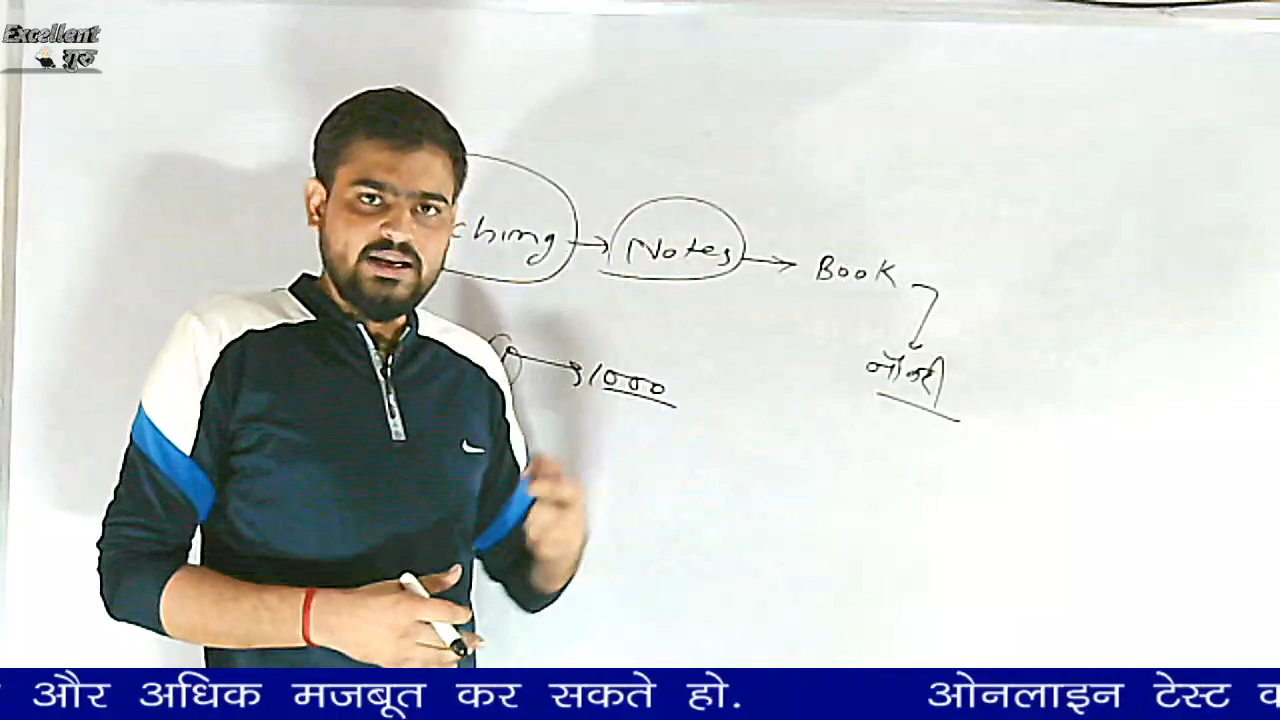 Excellent
गुरु
ching → Notes → Book
→ 1000
नौकरी
और अधिक मजबूत कर सकते हो. ओनलाइन टेस्ट